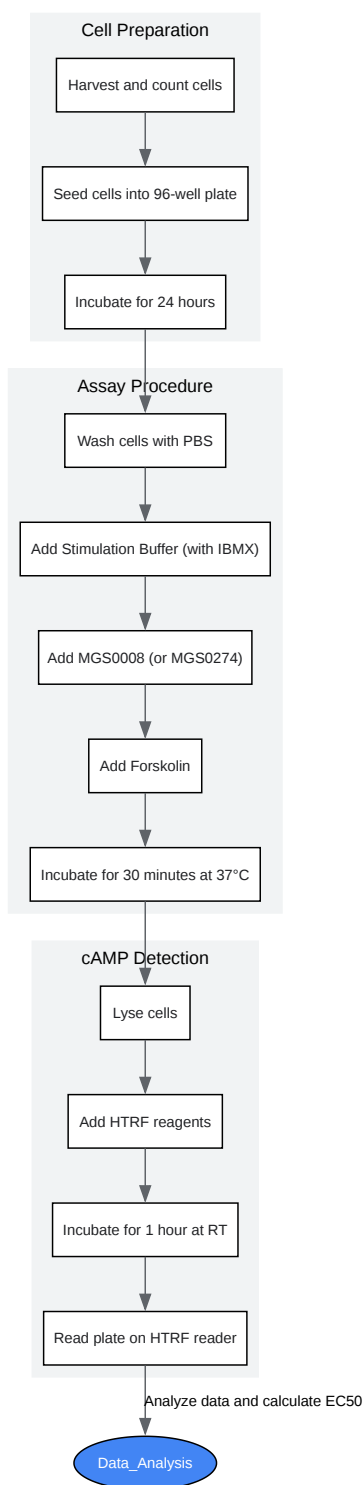 Cell Preparation
Harvest and count cells
Seed cells into 96-well plate
Incubate for 24 hours
Assay Procedure
Wash cells with PBS
Add Stimulation Buffer (with IBMX)
Add MGS0008 (or MGS0274)
Add Forskolin
Incubate for 30 minutes at 37°C
cAMP Detection
Lyse cells
Add HTRF reagents
Incubate for 1 hour at RT
Read plate on HTRF reader
Analyze data and calculate EC50
Data_Analysis